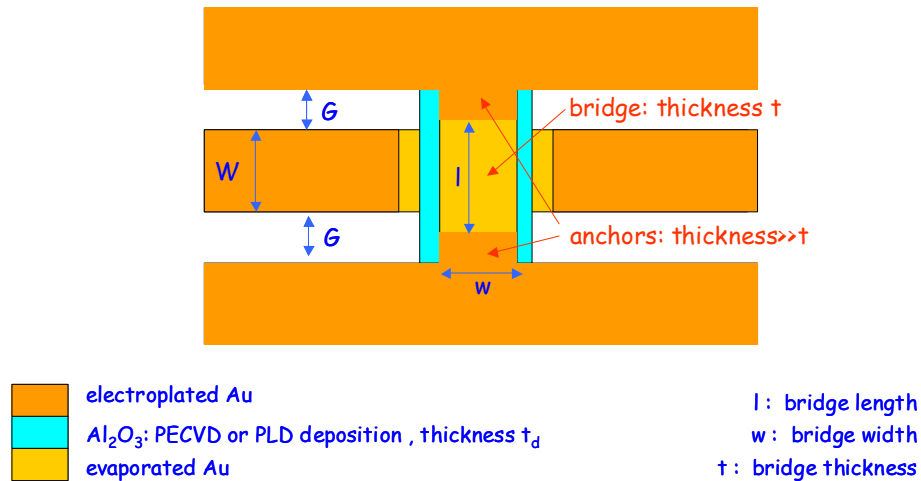 G
bridge: thickness t
W
l
G
anchors: thickness>>t
w
electroplated Au
Al₂O₃: PECVD or PLD deposition , thickness t_d
evaporated Au
l : bridge length
w : bridge width
t : bridge thickness